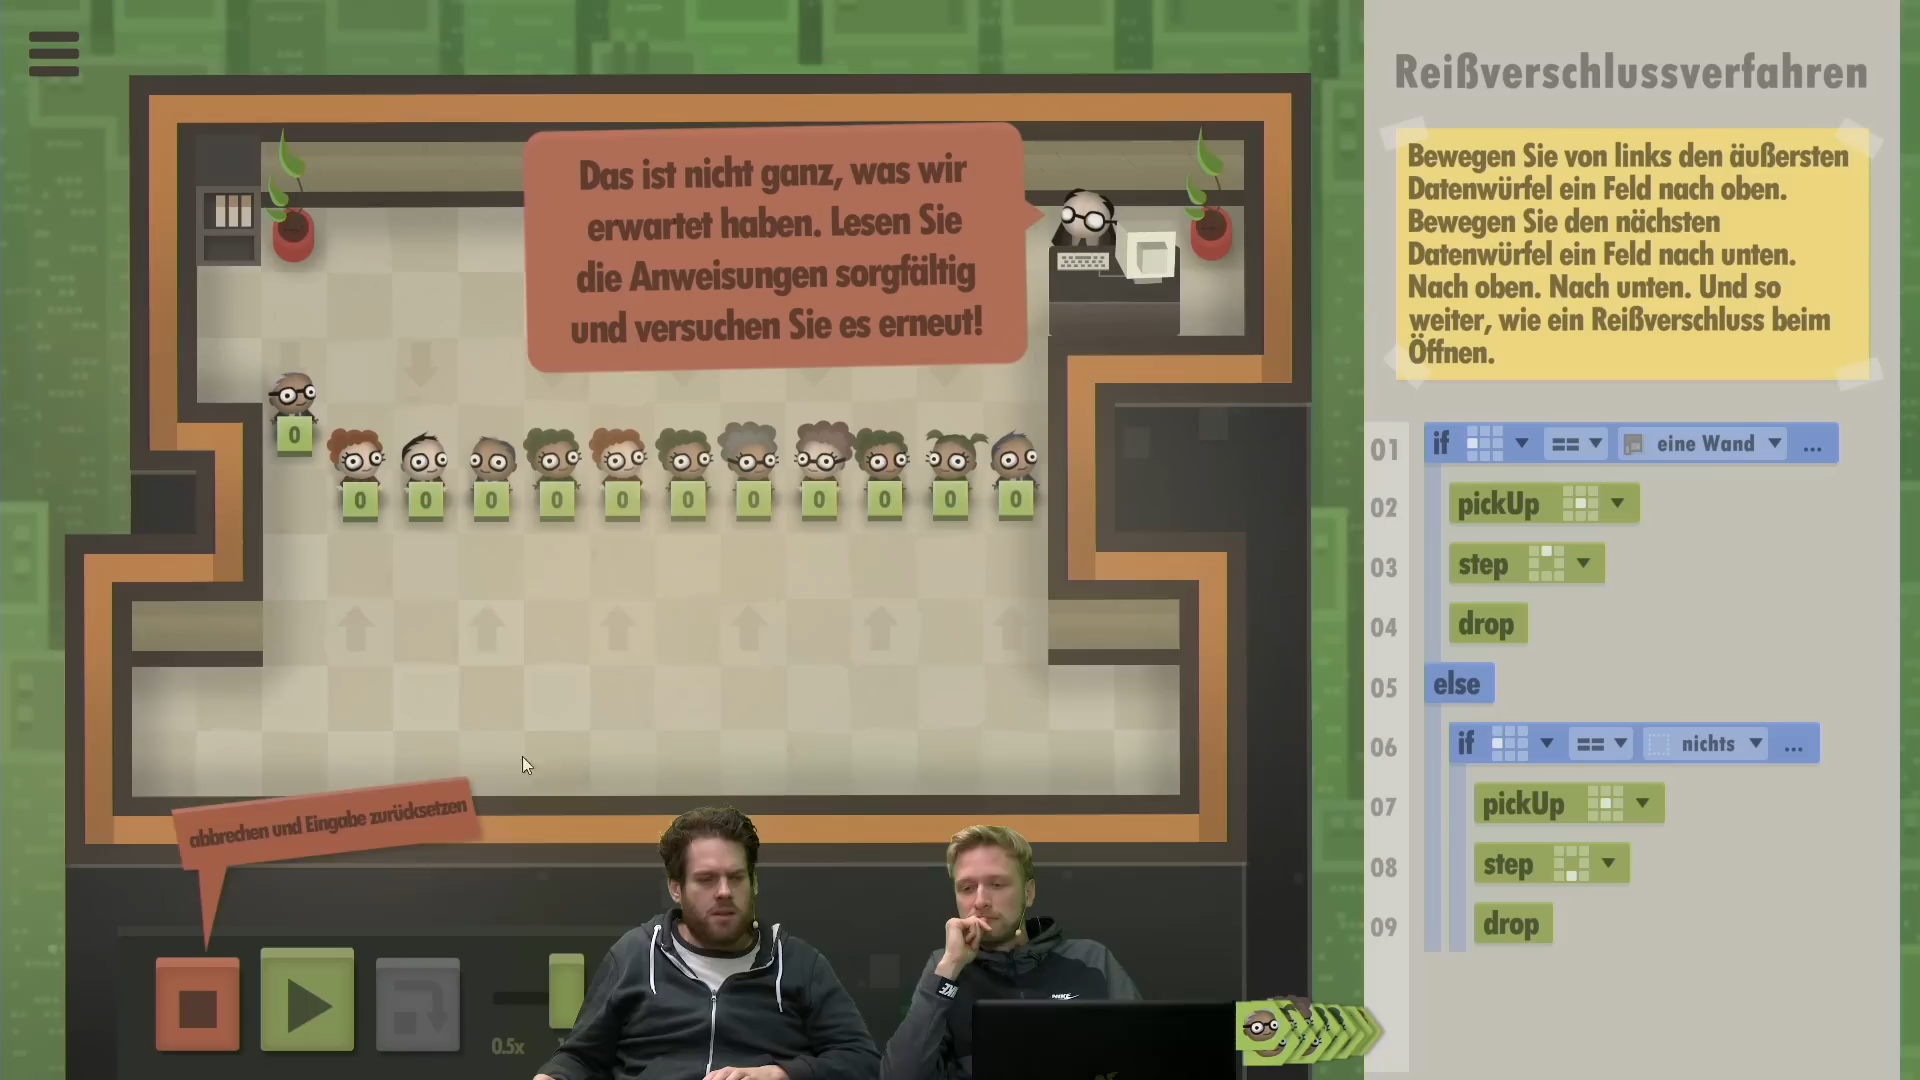 Reißverschlussverfahren
Das ist nicht ganz, was wir
erwartet haben. Lesen Sie
die Anweisungen sorgfältig
und versuchen Sie es erneut!
Bewegen Sie von links den äußersten
Datenwürfel ein Feld nach oben.
Bewegen Sie den nächsten
Datenwürfel ein Feld nach unten.
Nach oben. Nach unten. Und so
weiter, wie ein Reißverschluss beim
Öffnen.
0
0 0 0 0 0 0 0 0 0 0 0
01 if == eine Wand ...
02 pickUp
03 step
04 drop
05 else
06 if == nichts ...
07 pickUp
08 step
09 drop
abbrechen und Eingabe zurücksetzen
0.5x
NIKE